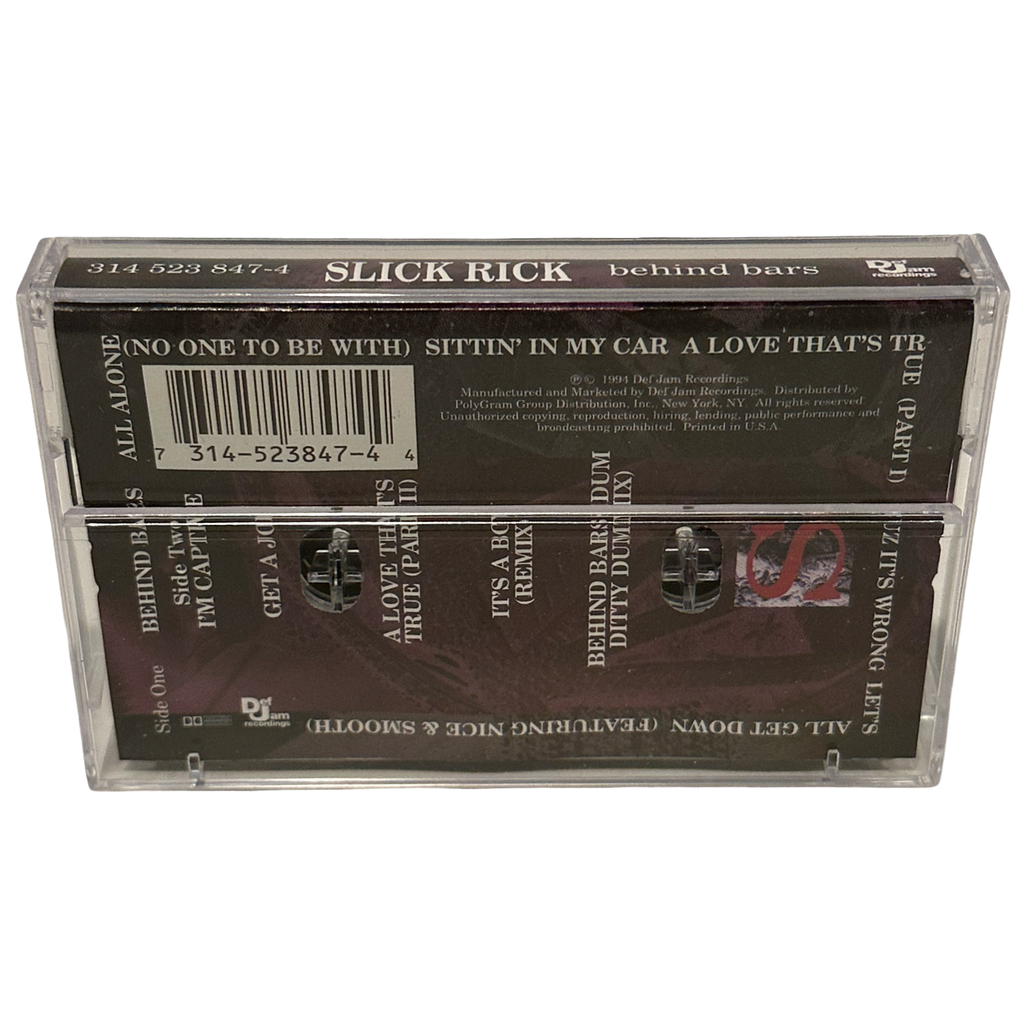 314 523 847-4 SLICK RICK behind bars Def Jam recordings
ALL ALONE (NO ONE TO BE WITH) SITTIN' IN MY CAR A LOVE THAT'S TRUE (PART I)
℗© 1994 Def Jam Recordings
Manufactured and Marketed by Def Jam Recordings. Distributed by
PolyGram Group Distribution, Inc., New York, NY All rights reserved.
Unauthorized copying, reproduction, hiring, lending, public performance and
broadcasting prohibited. Printed in U.S.A.
7 314-523847-4 4
Side One
BEHIND BARS
Side Two
I'M CAPTIVE
GET A JO
A LOVE THAT'S
TRUE (PART II)
IT'S A BOY
(REMIX)
BEHIND BARS DUM
DITTY DUM MIX)
S
UZ IT'S WRONG LET'S
ALL GET DOWN (FEATURING NICE & SMOOTH)
Def Jam
recordings